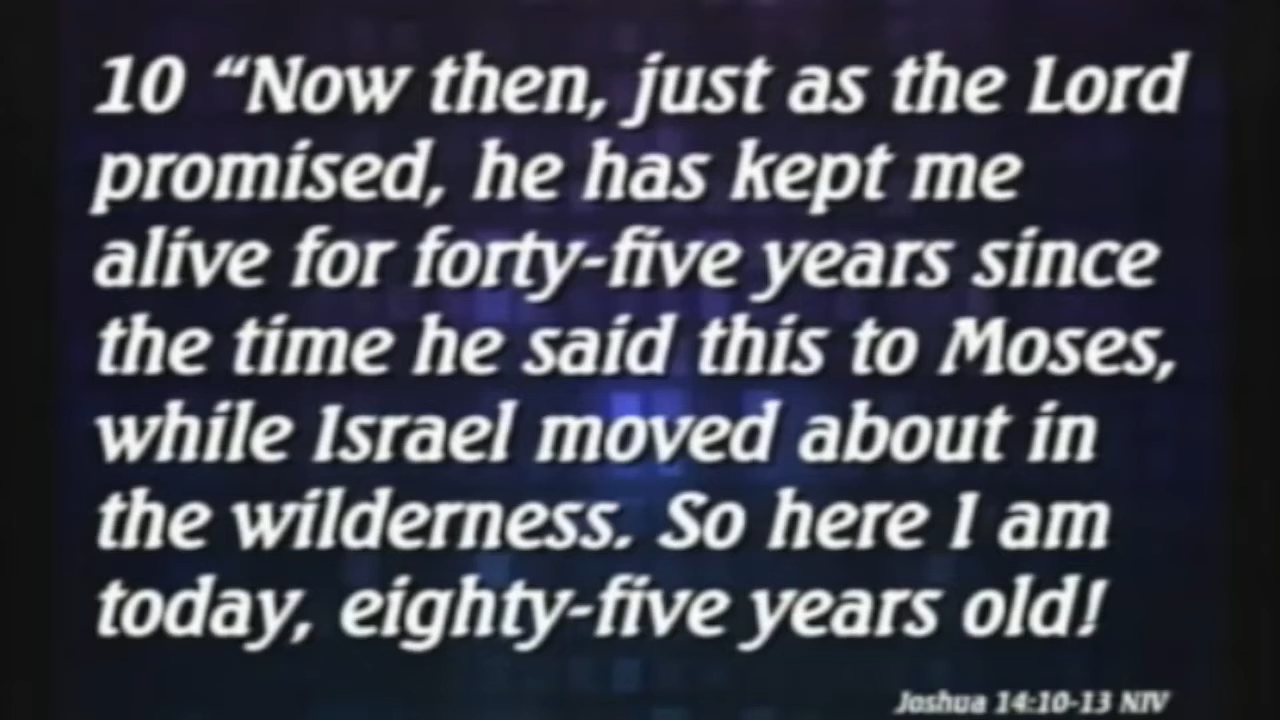 10 “Now then, just as the Lord
promised, he has kept me
alive for forty-five years since
the time he said this to Moses,
while Israel moved about in
the wilderness. So here I am
today, eighty-five years old!
Joshua 14:10-13 NIV